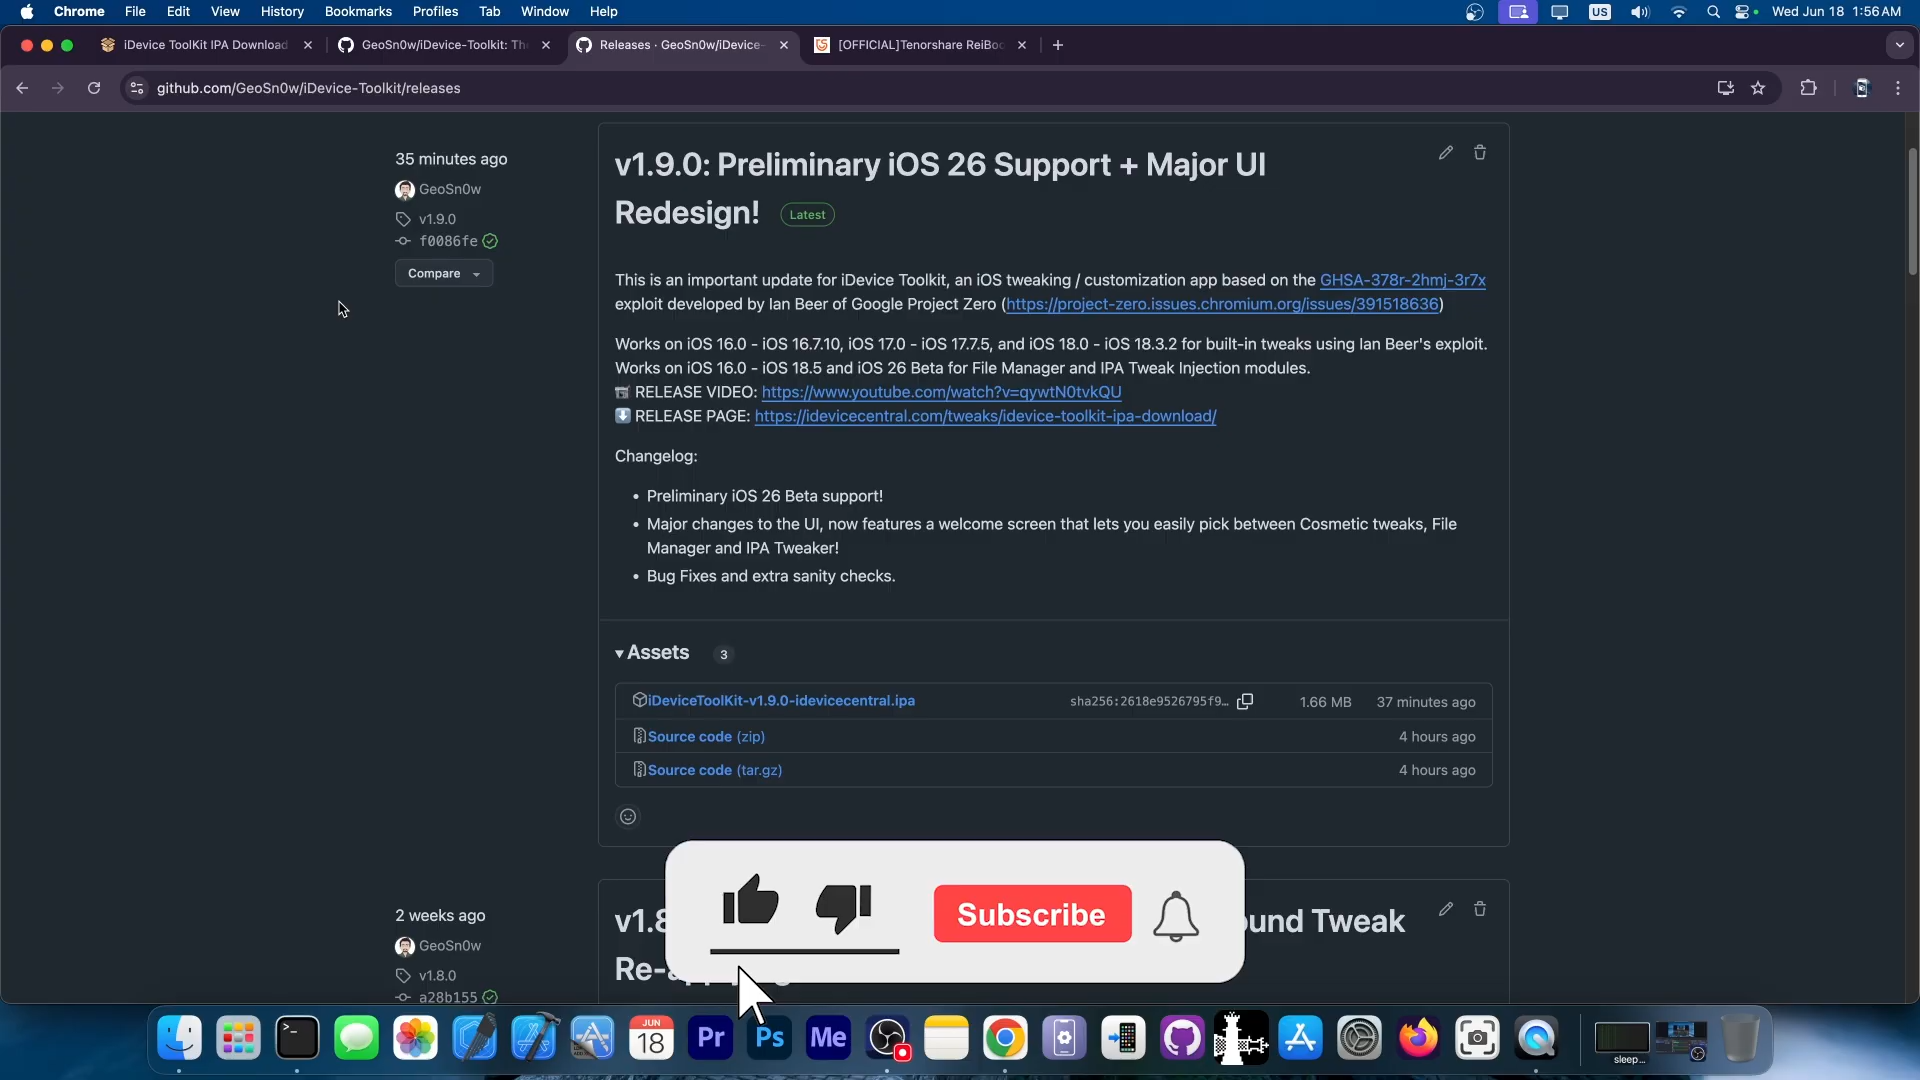 Chrome File Edit View History Bookmarks Profiles Tab Window Help US Wed Jun 18 1:56 AM
iDevice ToolKit IPA Download GeoSn0w/iDevice-Toolkit: Th Releases · GeoSn0w/iDevice- [OFFICIAL]Tenorshare ReiBoo
github.com/GeoSn0w/iDevice-Toolkit/releases
35 minutes ago
GeoSn0w
v1.9.0
f0086fe
Compare
v1.9.0: Preliminary iOS 26 Support + Major UI
Redesign! Latest
This is an important update for iDevice Toolkit, an iOS tweaking / customization app based on the GHSA-378r-2hmj-3r7x
exploit developed by Ian Beer of Google Project Zero (https://project-zero.issues.chromium.org/issues/391518636)
Works on iOS 16.0 - iOS 16.7.10, iOS 17.0 - iOS 17.7.5, and iOS 18.0 - iOS 18.3.2 for built-in tweaks using Ian Beer's exploit.
Works on iOS 16.0 - iOS 18.5 and iOS 26 Beta for File Manager and IPA Tweak Injection modules.
RELEASE VIDEO: https://www.youtube.com/watch?v=qywtN0tvkQU
RELEASE PAGE: https://idevicecentral.com/tweaks/idevice-toolkit-ipa-download/
Changelog:
• Preliminary iOS 26 Beta support!
• Major changes to the UI, now features a welcome screen that lets you easily pick between Cosmetic tweaks, File
Manager and IPA Tweaker!
• Bug Fixes and extra sanity checks.
Assets 3
iDeviceToolKit-v1.9.0-idevicecentral.ipa sha256:2618e9526795f9… 1.66 MB 37 minutes ago
Source code (zip) 4 hours ago
Source code (tar.gz) 4 hours ago
2 weeks ago
GeoSn0w
v1.8.0
a28b155
v1.8 ound Tweak
Re-
Subscribe
JUN
18
Pr Ps Me
sleep...